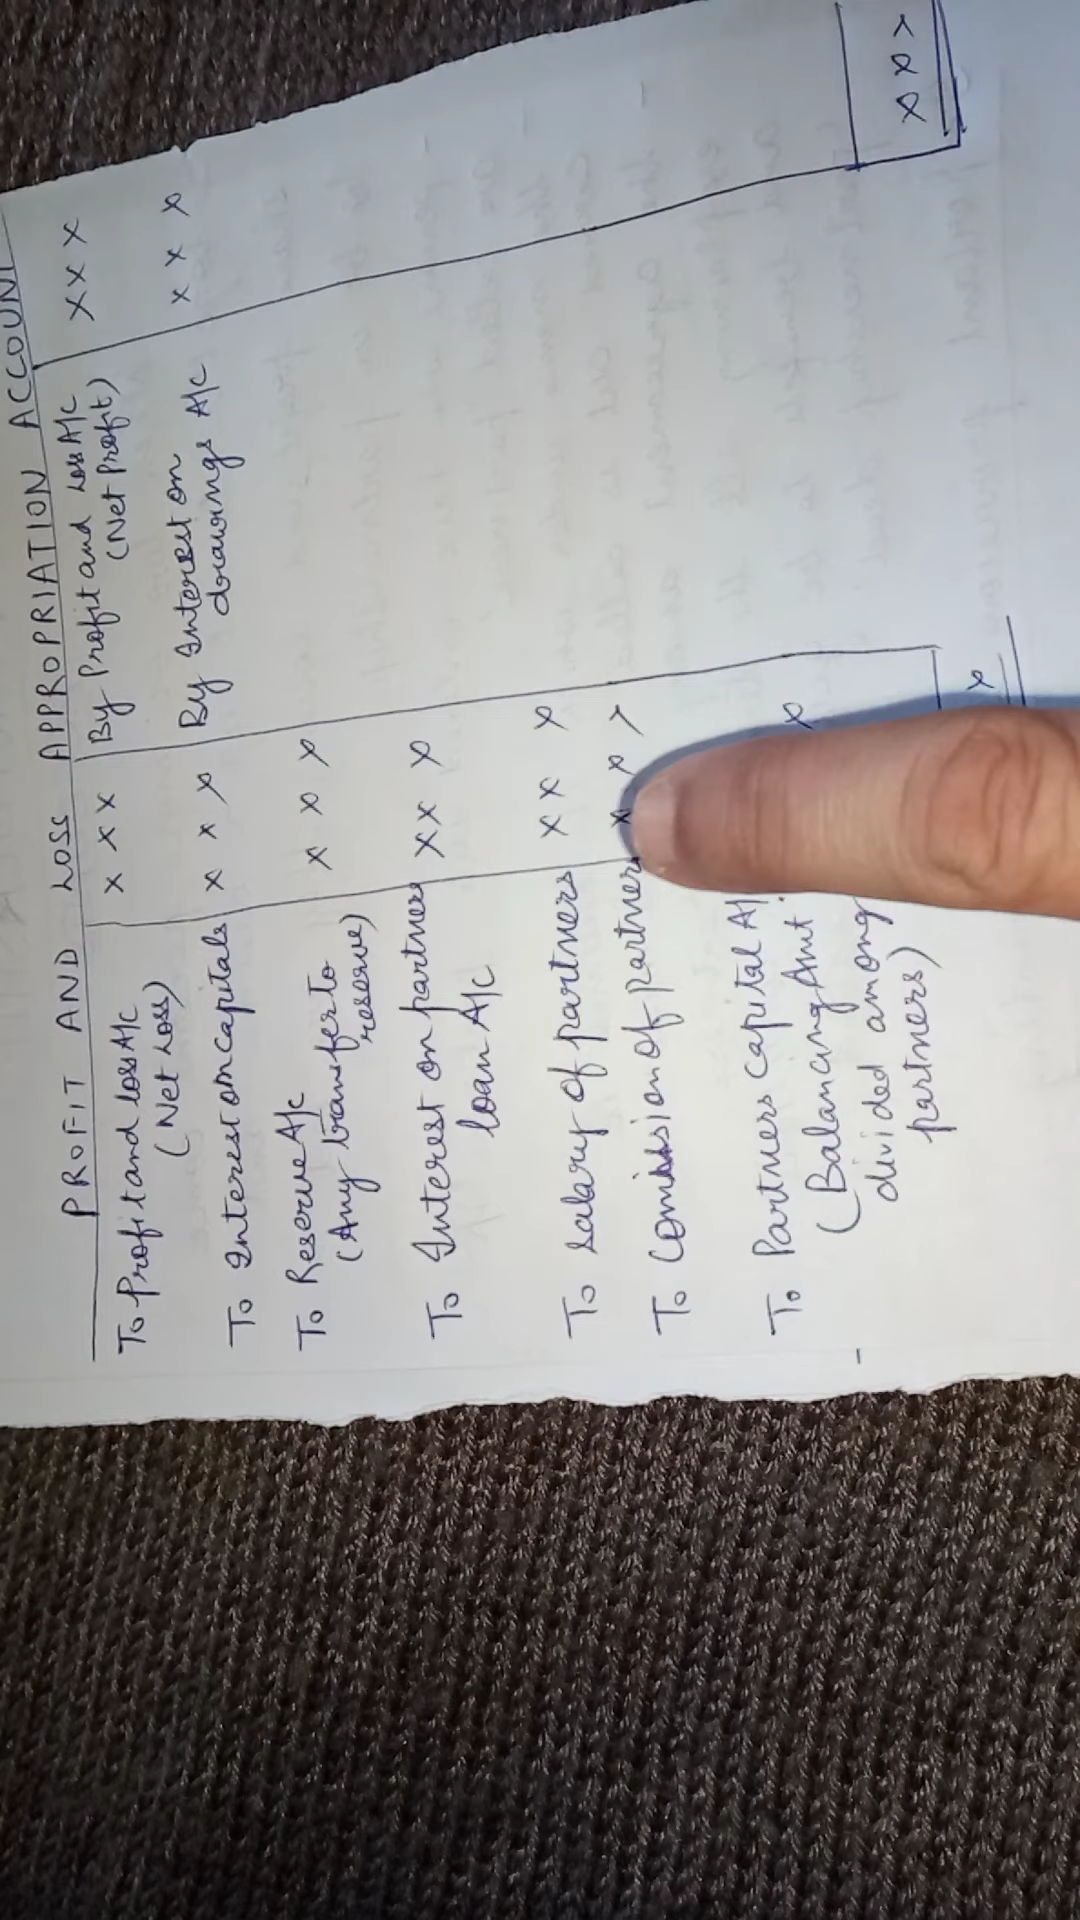 PROFIT AND LOSS APPROPRIATION ACCOUNT
To Profit and loss A/c
(Net Loss)
x x x
To Interest on capitals
x x x
To Reserve A/c
(Any transfer to
reserve)
x x x
To Interest on partners
loan A/c
x x x
To Salary of partners
x x x
To Comission of partners
x x x
To Partners capital A/
(Balancing Amt.
divided among
partners)
x
x
By Profit and Loss A/c
(Net Profit)
x x x
By Interest on
drawings A/c
x x x
x x x